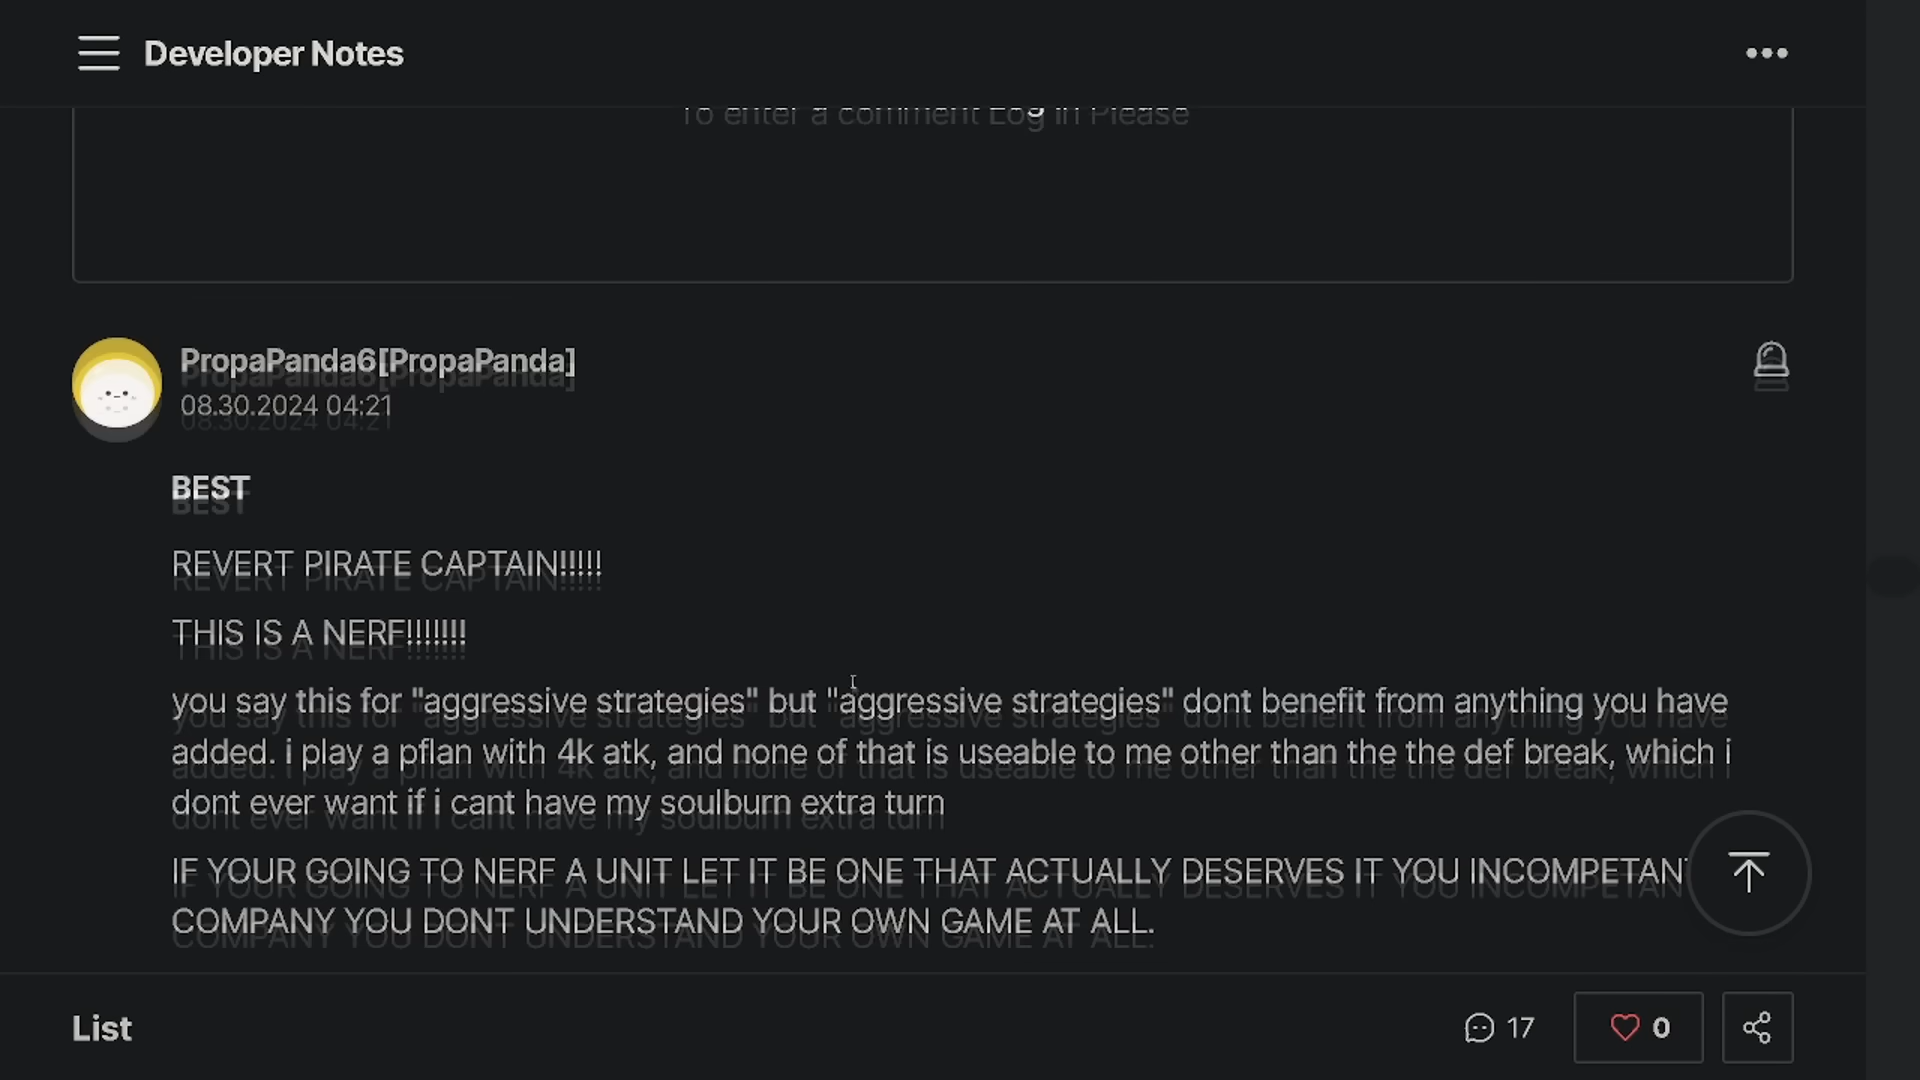 Developer Notes
To enter a comment Log in Please
PropaPanda6[PropaPanda]
08.30.2024 04:21
BEST
REVERT PIRATE CAPTAIN!!!!!
THIS IS A NERF!!!!!!!
you say this for "aggressive strategies" but "aggressive strategies" dont benefit from anything you have
added. i play a pflan with 4k atk, and none of that is useable to me other than the the def break, which i
dont ever want if i cant have my soulburn extra turn
IF YOUR GOING TO NERF A UNIT LET IT BE ONE THAT ACTUALLY DESERVES IT YOU INCOMPETANT
COMPANY YOU DONT UNDERSTAND YOUR OWN GAME AT ALL.
List
17
0